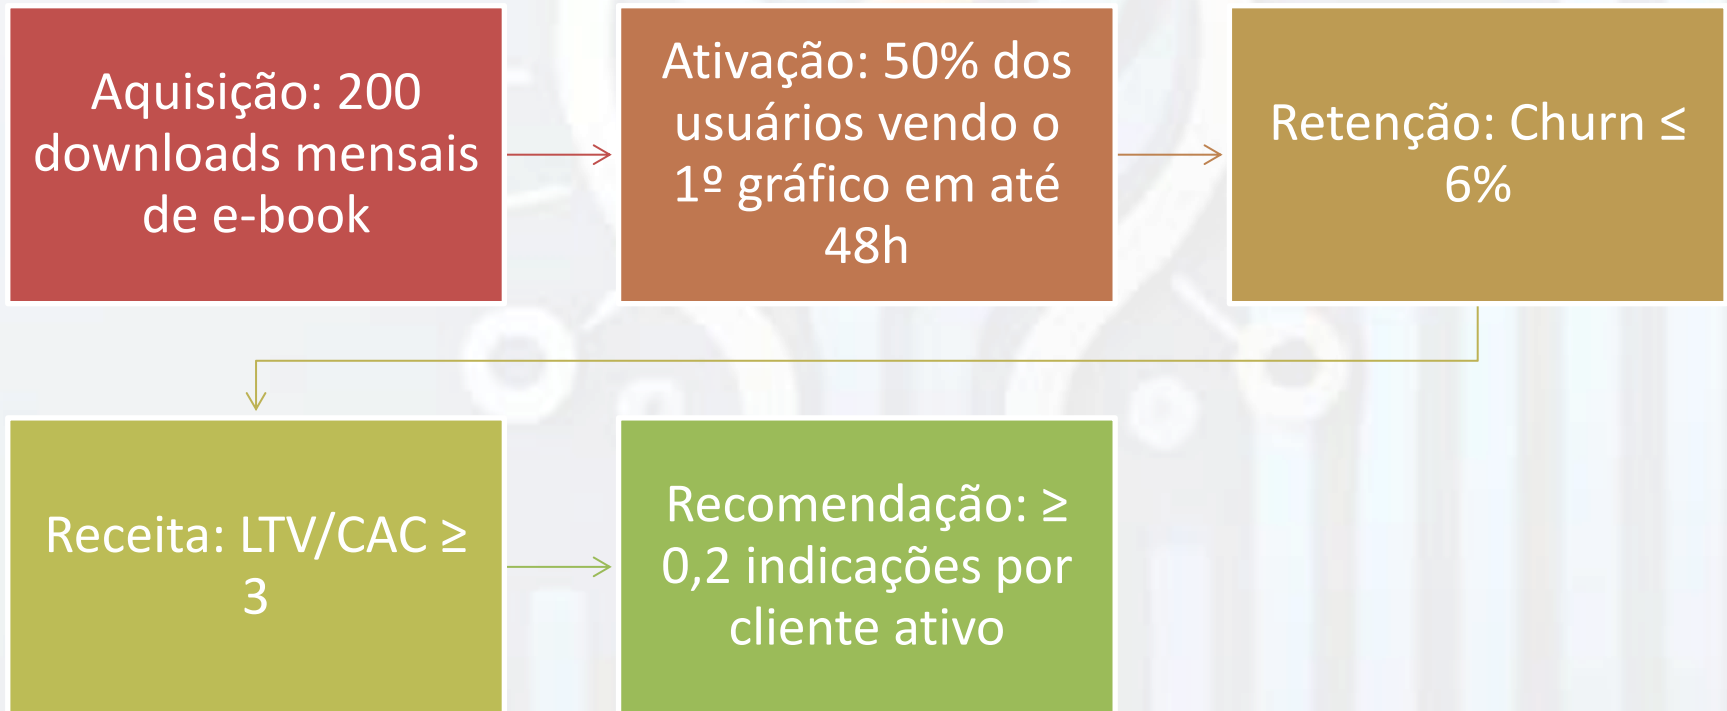 Aquisição: 200
downloads mensais
de e-book
Ativação: 50% dos
usuários vendo o
1º gráfico em até
48h
Retenção: Churn ≤
6%
Receita: LTV/CAC ≥
3
Recomendação: ≥
0,2 indicações por
cliente ativo